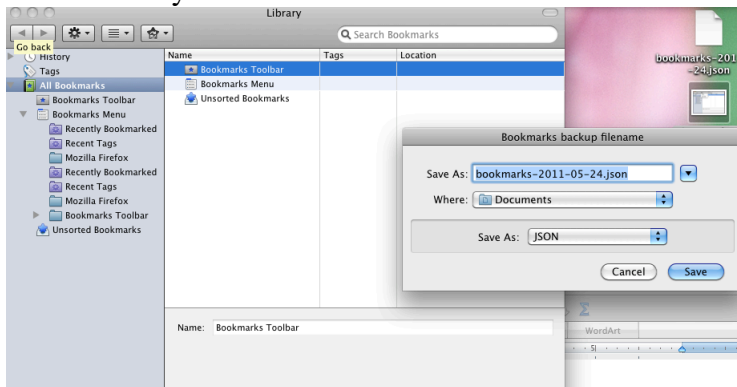 Library
Search Bookmarks
Go back
History
Tags
All Bookmarks
Bookmarks Toolbar
Bookmarks Menu
Recently Bookmarked
Recent Tags
Mozilla Firefox
Recently Bookmarked
Recent Tags
Mozilla Firefox
Bookmarks Toolbar
Unsorted Bookmarks
Name Tags Location
Bookmarks Toolbar
Bookmarks Menu
Unsorted Bookmarks
Name: Bookmarks Toolbar
bookmarks-201
-24.json
Bookmarks backup filename
Save As: bookmarks-2011-05-24.json
Where: Documents
Save As: JSON
Cancel Save
Σ
WordArt
5